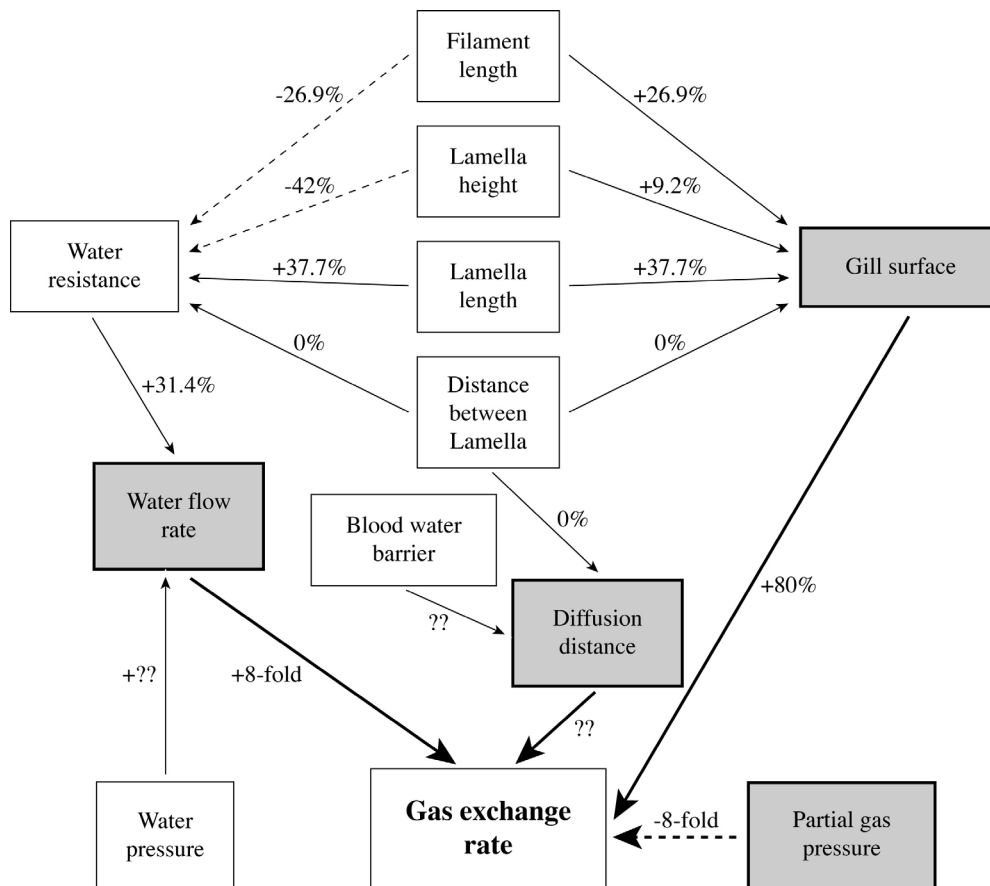 Filament
length
-26.9%
+26.9%
Lamella
height
-42%
+9.2%
Water
resistance
+37.7%
Lamella
length
+37.7%
Gill surface
0%
0%
Distance
between
Lamella
+31.4%
Water flow
rate
Blood water
barrier
0%
??
Diffusion
distance
+80%
+??
+8-fold
??
Water
pressure
Gas exchange
rate
-8-fold
Partial gas
pressure